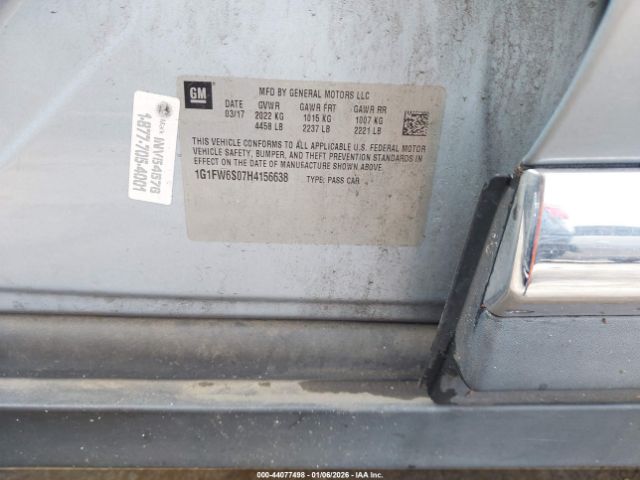 GM
MFD BY GENERAL MOTORS LLC
DATE GVWR GAWR FRT GAWR RR
03/17 2022 KG 1015 KG 1007 KG
4458 LB 2237 LB 2221 LB
THIS VEHICLE CONFORMS TO ALL APPLICABLE U.S. FEDERAL MOTOR
VEHICLE SAFETY, BUMPER, AND THEFT PREVENTION STANDARDS
IN EFFECT ON THE DATE OF MANUFACTURE SHOWN ABOVE.
1G1FW6S07H4156638 TYPE: PASS CAR
000-44077498 - 01/06/2026 - IAAI.COM